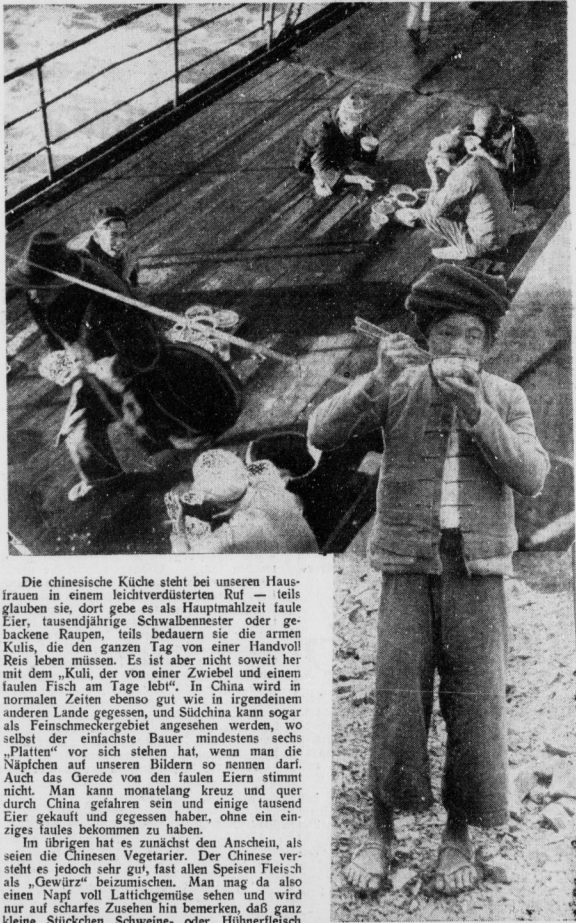 Die chinesische Küche steht bei unseren Haus-
frauen in einem leichtverdüsterten Ruf — teils
glauben sie, dort gebe es als Hauptmahlzeit faule
Eier, tausendjährige Schwalbennester oder ge-
backene Raupen, teils bedauern sie die armen
Kulis, die den ganzen Tag von einer Handvoll
Reis leben müssen. Es ist aber nicht soweit her
mit dem „Kuli, der von einer Zwiebel und einem
faulen Fisch am Tage lebt“. In China wird in
normalen Zeiten ebenso gut wie in irgendeinem
anderen Lande gegessen, und Südchina kann sogar
als Feinschmeckergebiet angesehen werden, wo
selbst der einfachste Bauer mindestens sechs
„Platten“ vor sich stehen hat, wenn man die
Näpfchen auf unseren Bildern so nennen darf.
Auch das Gerede von den faulen Eiern stimmt
nicht. Man kann monatelang kreuz und quer
durch China gefahren sein und einige tausend
Eier gekauft und gegessen haben, ohne ein ein-
ziges faules bekommen zu haben.
Im übrigen hat es zunächst den Anschein, als
seien die Chinesen Vegetarier. Der Chinese ver-
steht es jedoch sehr gut, fast allen Speisen Fleisch
als „Gewürz“ beizumischen. Man mag da also
einen Napf voll Lattichgemüse sehen und wird
nur auf scharfes Zusehen hin bemerken, daß ganz
kleine Stückchen Schweine- oder Hühnerfleisch